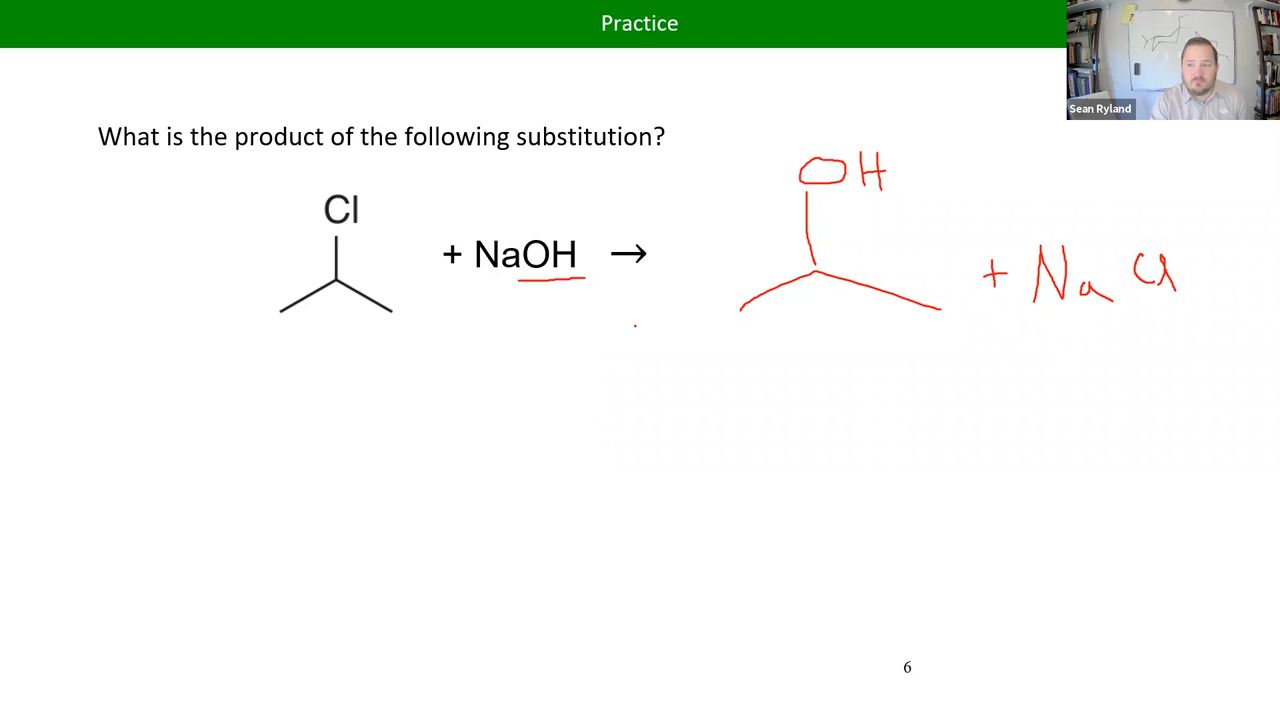 Practice
Sean Ryland
What is the product of the following substitution?
Cl
+ NaOH →
OH
+ Na Cl
6